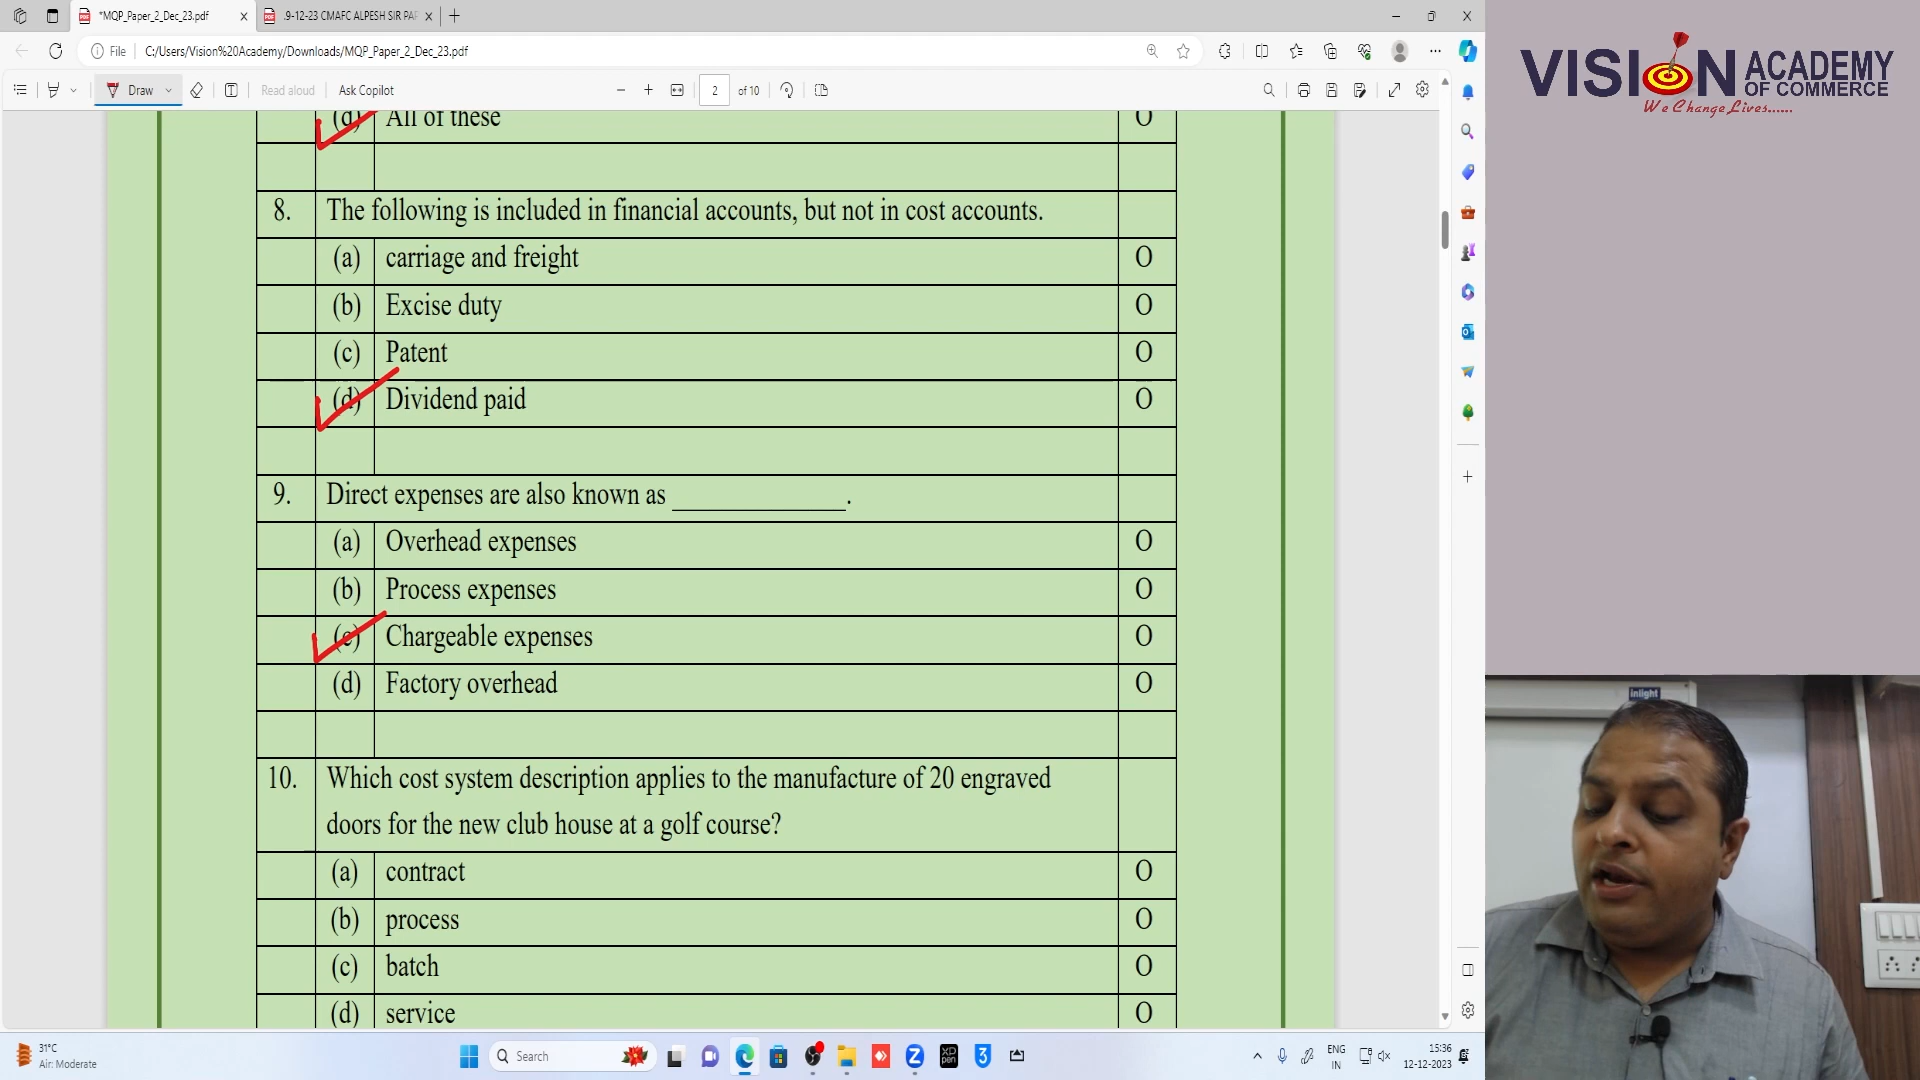 *MQP_Paper_2_Dec_23.pdf
.9-12-23 CMAFC ALPESH SIR PAP
File
C:/Users/Vision%20Academy/Downloads/MQP_Paper_2_Dec_23.pdf
Draw
Read aloud
Ask Copilot
2
of 10
VISION ACADEMY
OF COMMERCE
We Change Lives......
(d) All of these O
8. The following is included in financial accounts, but not in cost accounts.
(a) carriage and freight O
(b) Excise duty O
(c) Patent O
(d) Dividend paid O
9. Direct expenses are also known as ____________.
(a) Overhead expenses O
(b) Process expenses O
(c) Chargeable expenses O
(d) Factory overhead O
10. Which cost system description applies to the manufacture of 20 engraved
doors for the new club house at a golf course?
(a) contract O
(b) process O
(c) batch O
(d) service O
inlight
31°C
Air: Moderate
Search
ENG
IN
15:36
12-12-2023